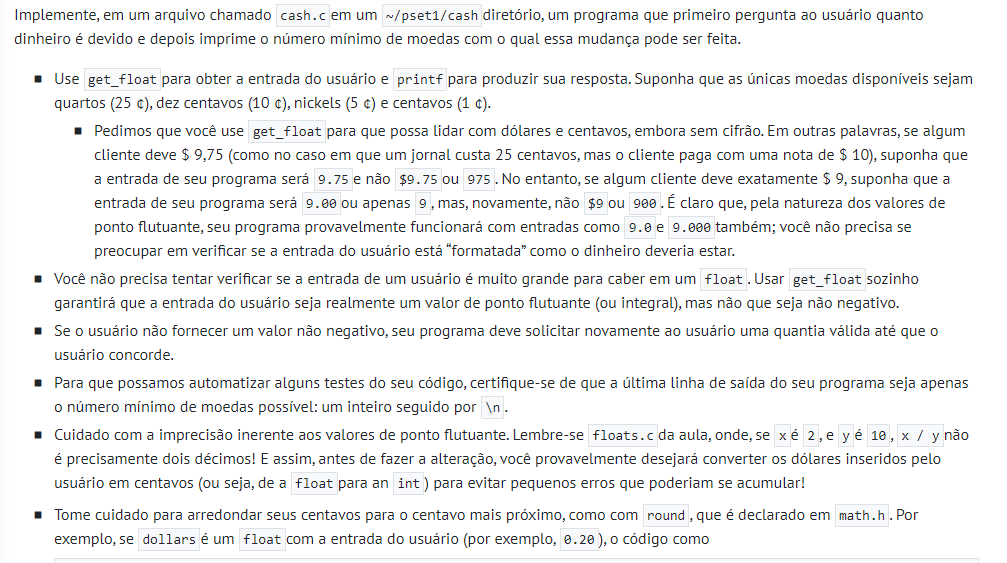 Implemente, em um arquivo chamado cash.c em um ~/pset1/cash diretório, um programa que primeiro pergunta ao usuário quanto
dinheiro é devido e depois imprime o número mínimo de moedas com o qual essa mudança pode ser feita.
Use get_float para obter a entrada do usuário e printf para produzir sua resposta. Suponha que as únicas moedas disponíveis sejam
quartos (25 ¢), dez centavos (10 ¢), nickels (5 ¢) e centavos (1 ¢).
Pedimos que você use get_float para que possa lidar com dólares e centavos, embora sem cifrão. Em outras palavras, se algum
cliente deve $ 9,75 (como no caso em que um jornal custa 25 centavos, mas o cliente paga com uma nota de $ 10), suponha que
a entrada de seu programa será 9.75 e não $9.75 ou 975. No entanto, se algum cliente deve exatamente $ 9, suponha que a
entrada de seu programa será 9.00 ou apenas 9, mas, novamente, não $9 ou 900. É claro que, pela natureza dos valores de
ponto flutuante, seu programa provavelmente funcionará com entradas como 9.0 e 9.000 também; você não precisa se
preocupar em verificar se a entrada do usuário está “formatada” como o dinheiro deveria estar.
Você não precisa tentar verificar se a entrada de um usuário é muito grande para caber em um float. Usar get_float sozinho
garantirá que a entrada do usuário seja realmente um valor de ponto flutuante (ou integral), mas não que seja não negativo.
Se o usuário não fornecer um valor não negativo, seu programa deve solicitar novamente ao usuário uma quantia válida até que o
usuário concorde.
Para que possamos automatizar alguns testes do seu código, certifique-se de que a última linha de saída do seu programa seja apenas
o número mínimo de moedas possível: um inteiro seguido por \n.
Cuidado com a imprecisão inerente aos valores de ponto flutuante. Lembre-se floats.c da aula, onde, se x é 2, e y é 10, x / y não
é precisamente dois décimos! E assim, antes de fazer a alteração, você provavelmente desejará converter os dólares inseridos pelo
usuário em centavos (ou seja, de a float para an int) para evitar pequenos erros que poderiam se acumular!
Tome cuidado para arredondar seus centavos para o centavo mais próximo, como com round, que é declarado em math.h. Por
exemplo, se dollars é um float com a entrada do usuário (por exemplo, 0.20), o código como